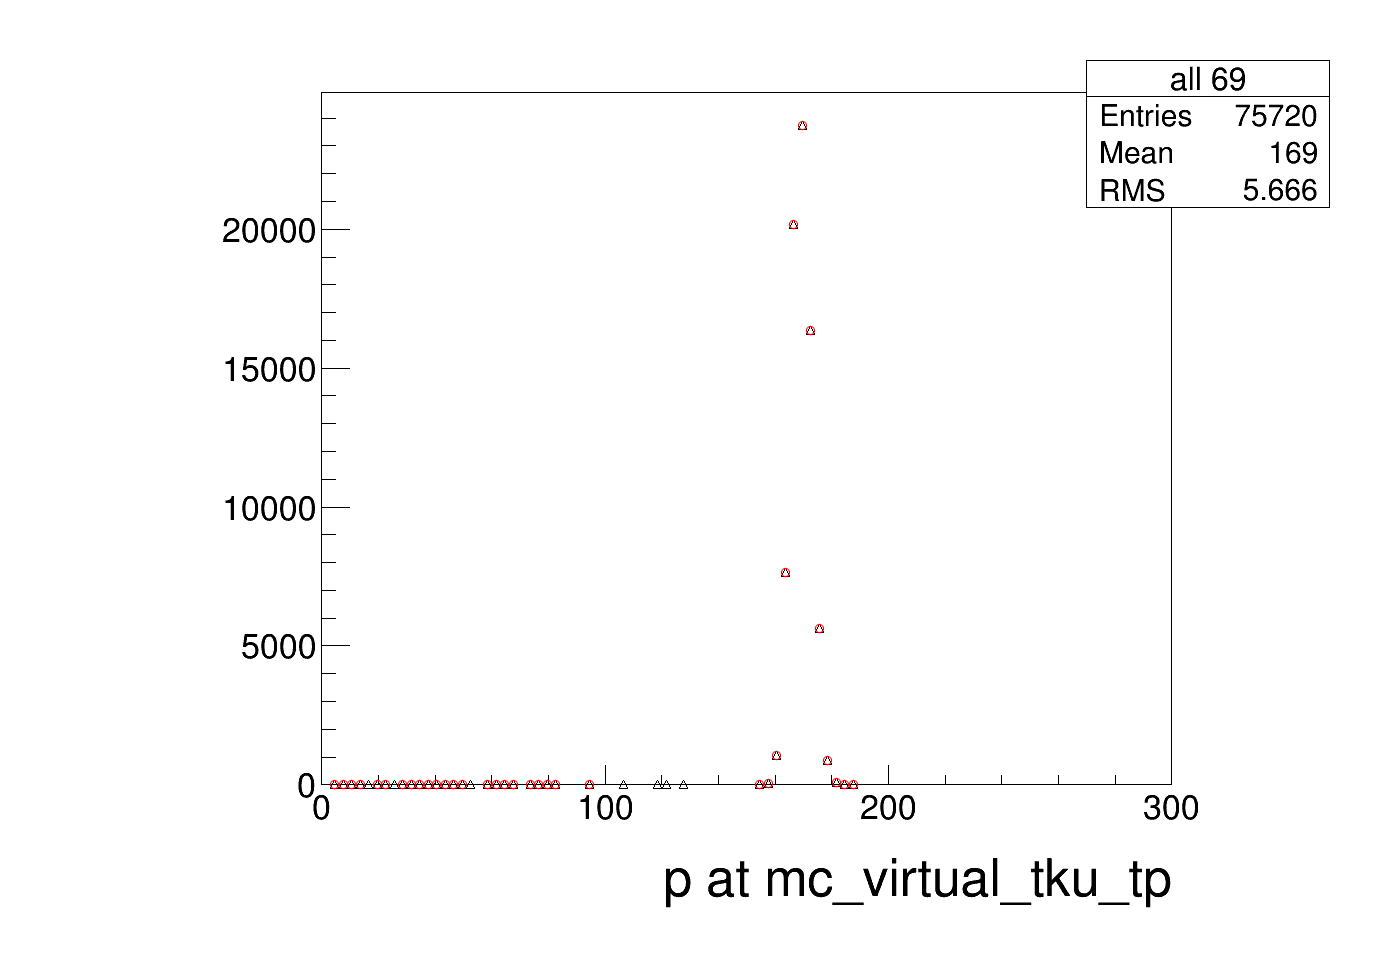 all 69
Entries 75720
Mean 169
RMS 5.666
20000
15000
10000
5000
0
0 100 200 300
p at mc_virtual_tku_tp